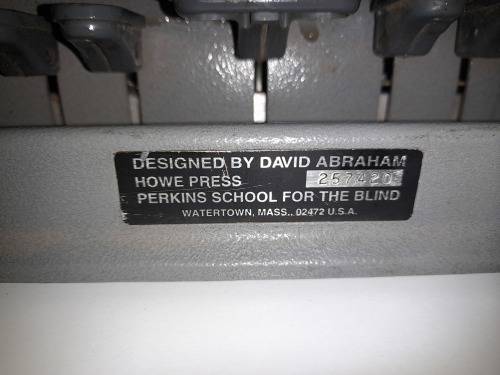 DESIGNED BY DAVID ABRAHAM
HOWE PRESS 257420
PERKINS SCHOOL FOR THE BLIND
WATERTOWN, MASS., 02472 U.S.A.